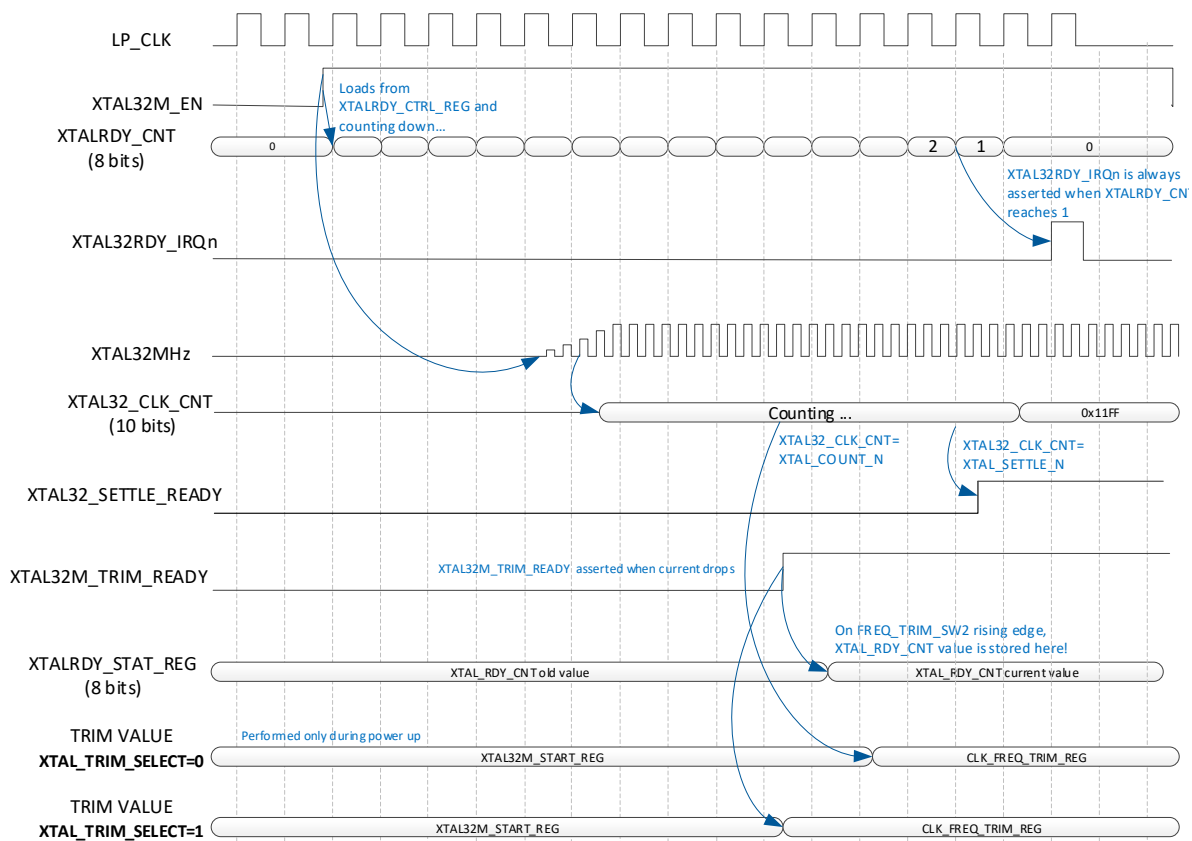 LP_CLK
XTAL32M_EN
Loads from
XTALRDY_CTRL_REG and
counting down...
XTALRDY_CNT
(8 bits)
0
2
1
0
XTAL32RDY_IRQn is always
asserted when XTALRDY_CNT
reaches 1
XTAL32RDY_IRQn
XTAL32MHz
XTAL32_CLK_CNT
(10 bits)
Counting ...
0x11FF
XTAL32_CLK_CNT=
XTAL_COUNT_N
XTAL32_CLK_CNT=
XTAL_SETTLE_N
XTAL32_SETTLE_READY
XTAL32M_TRIM_READY
XTAL32M_TRIM_READY asserted when current drops
On FREQ_TRIM_SW2 rising edge,
XTAL_RDY_CNT value is stored here!
XTALRDY_STAT_REG
(8 bits)
XTAL_RDY_CNT old value
XTAL_RDY_CNT current value
TRIM VALUE
XTAL_TRIM_SELECT=0
Performed only during power up
XTAL32M_START_REG
CLK_FREQ_TRIM_REG
TRIM VALUE
XTAL_TRIM_SELECT=1
XTAL32M_START_REG
CLK_FREQ_TRIM_REG